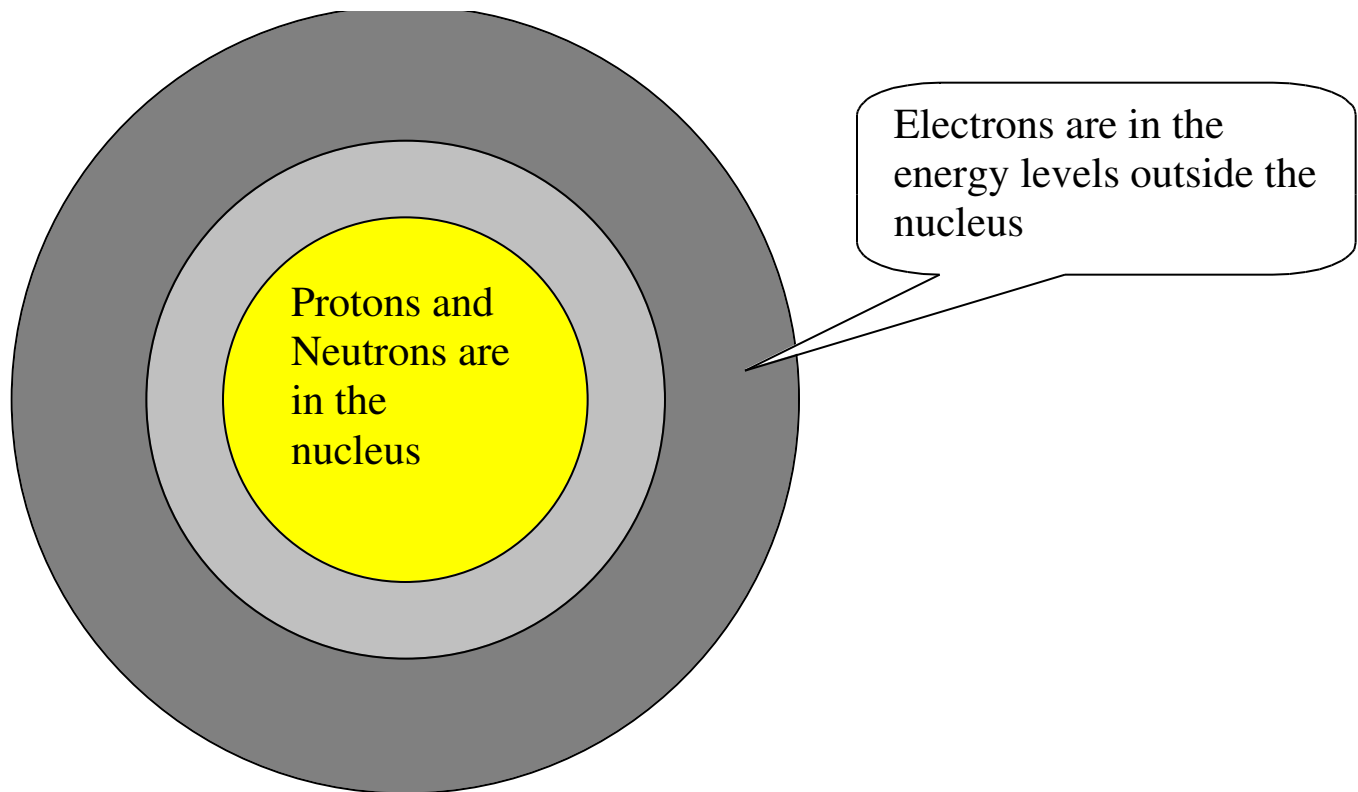 Electrons are in the
energy levels outside the
nucleus
Protons and
Neutrons are
in the
nucleus